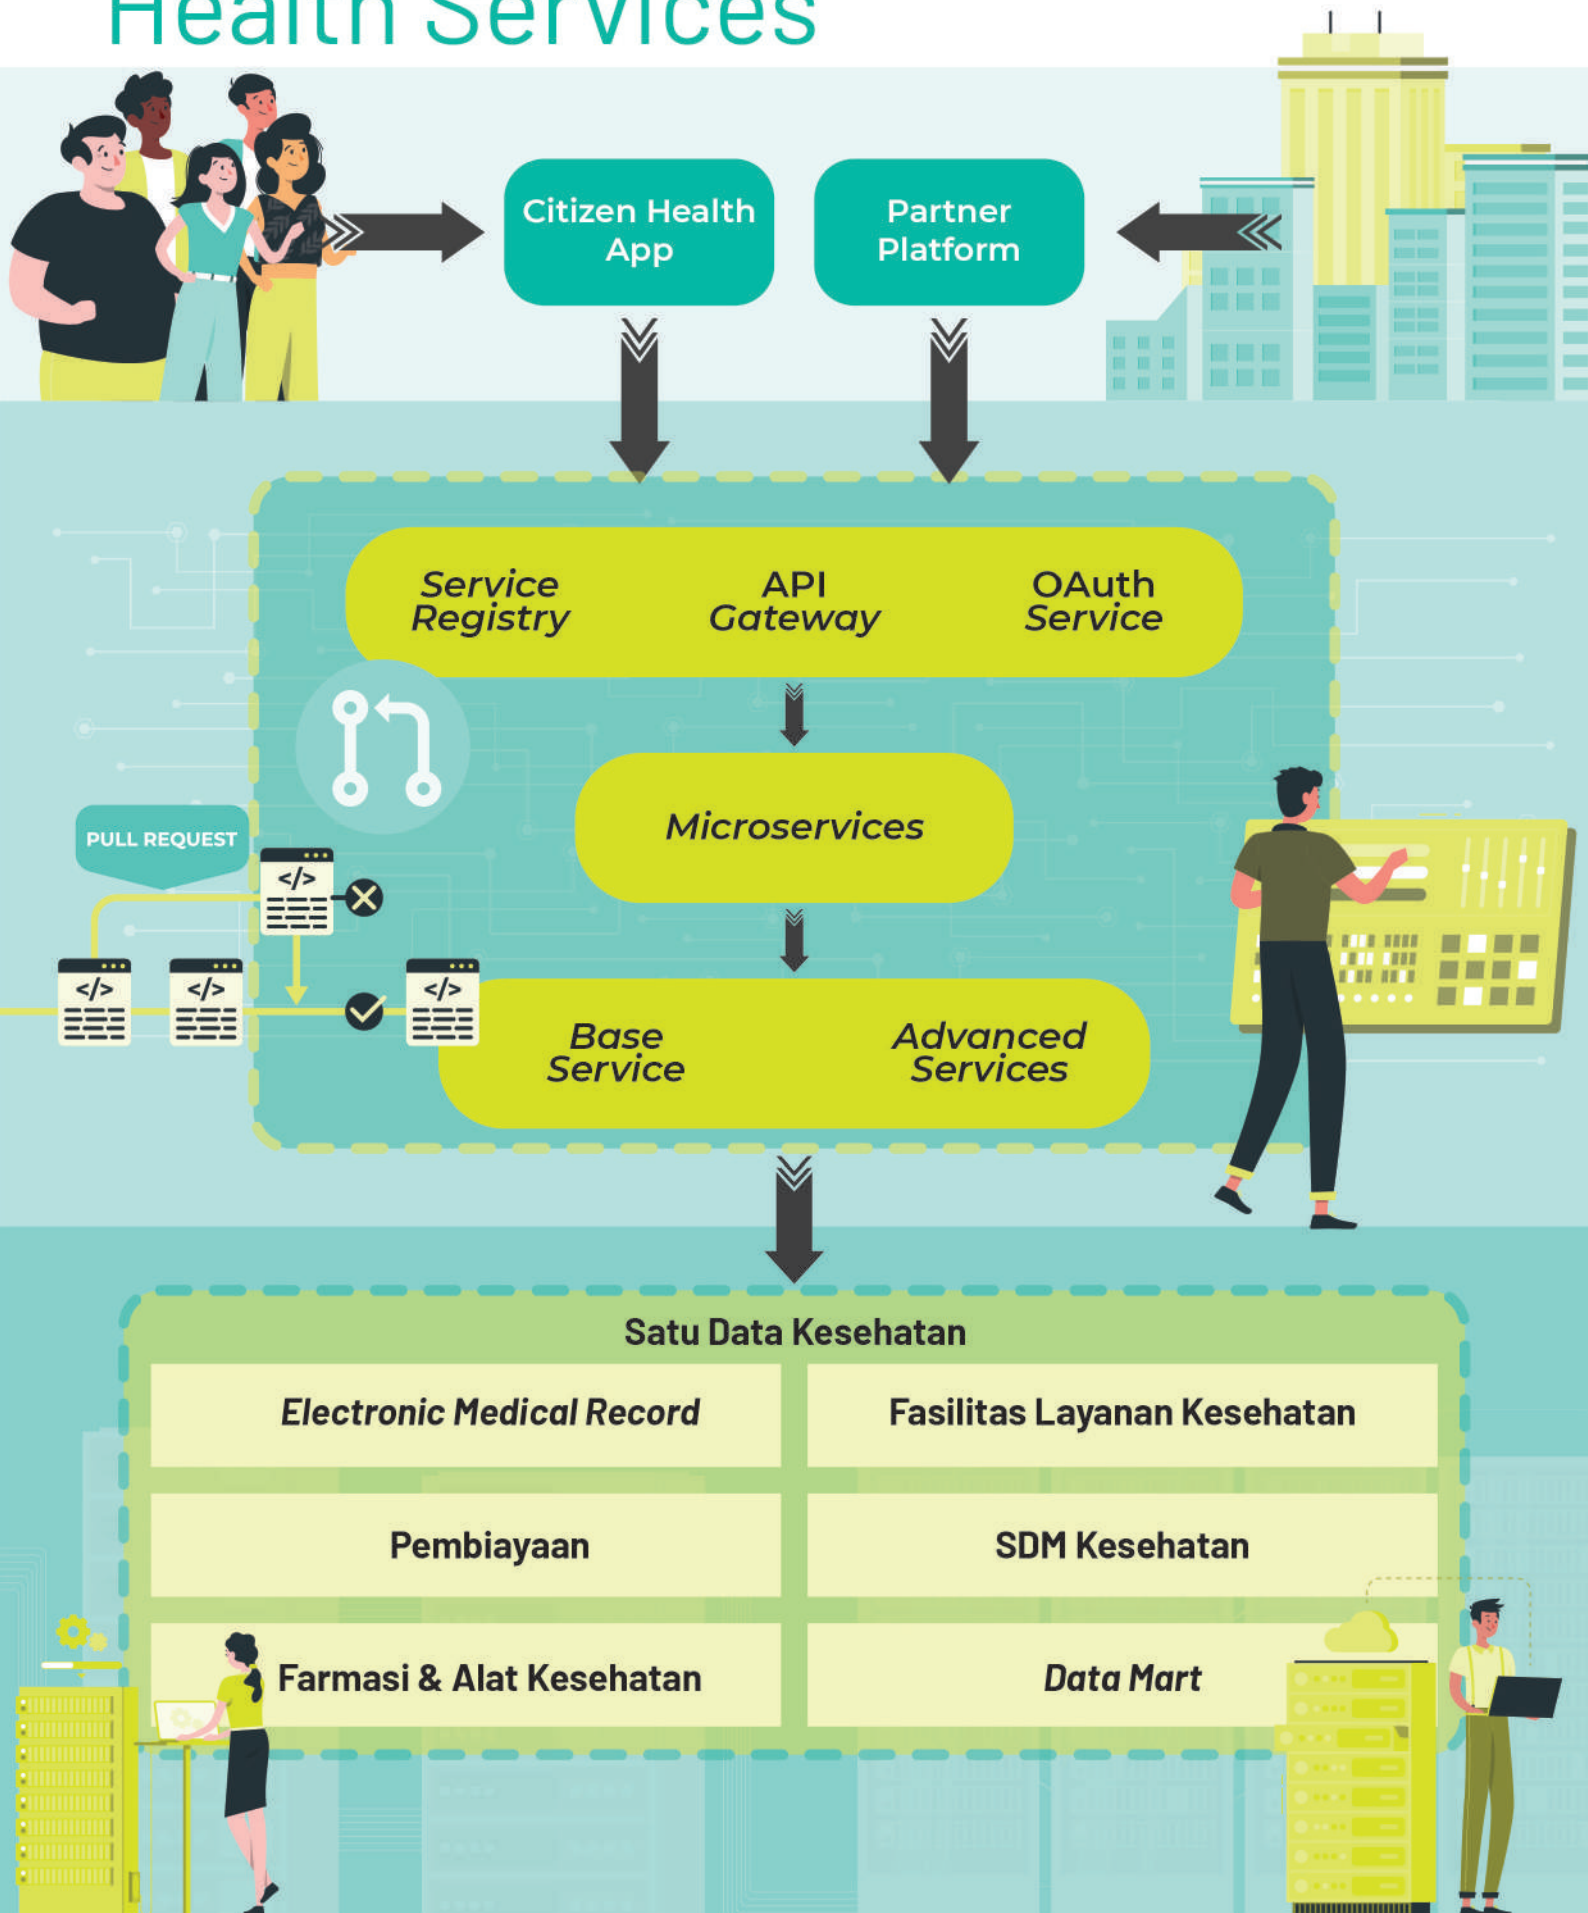 Health Services
Citizen Health
App
Partner
Platform
Service
Registry
API
Gateway
OAuth
Service
Microservices
PULL REQUEST
</>
</>
</>
</>
Base
Service
Advanced
Services
Satu Data Kesehatan
Electronic Medical Record
Fasilitas Layanan Kesehatan
Pembiayaan
SDM Kesehatan
Farmasi & Alat Kesehatan
Data Mart